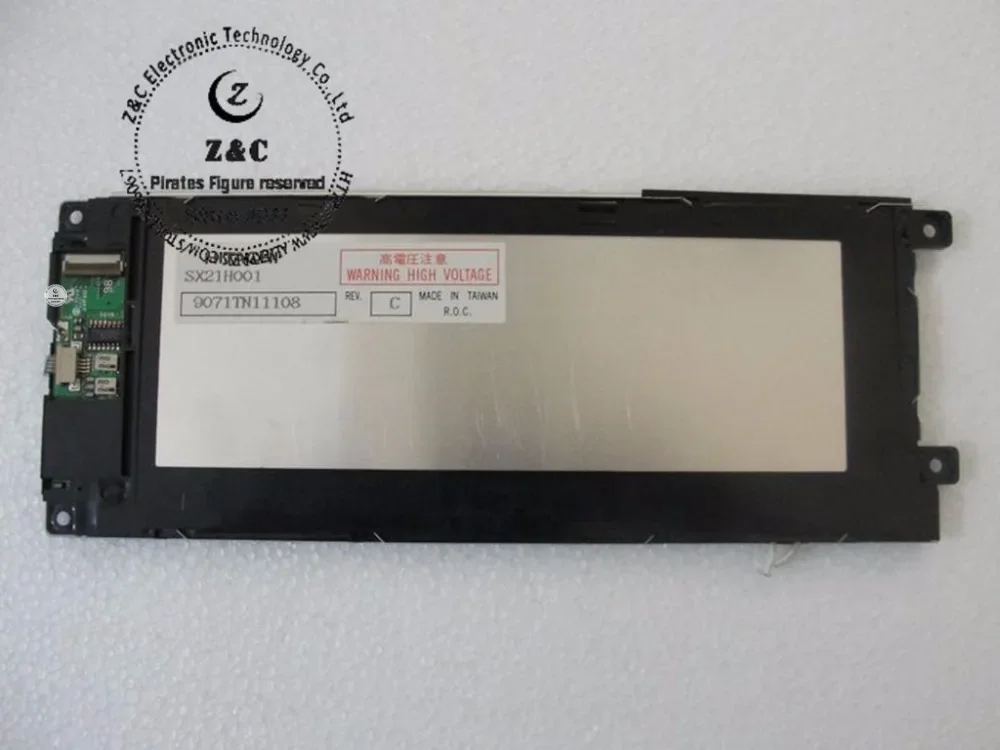 Z&C Electronic Technology Co.,Ltd
Z
Z&C
Pirates Figure reserved
SX21H001
9071TN11108
高電圧注意
WARNING HIGH VOLTAGE
REV.
C
MADE IN TAIWAN
R.O.C.